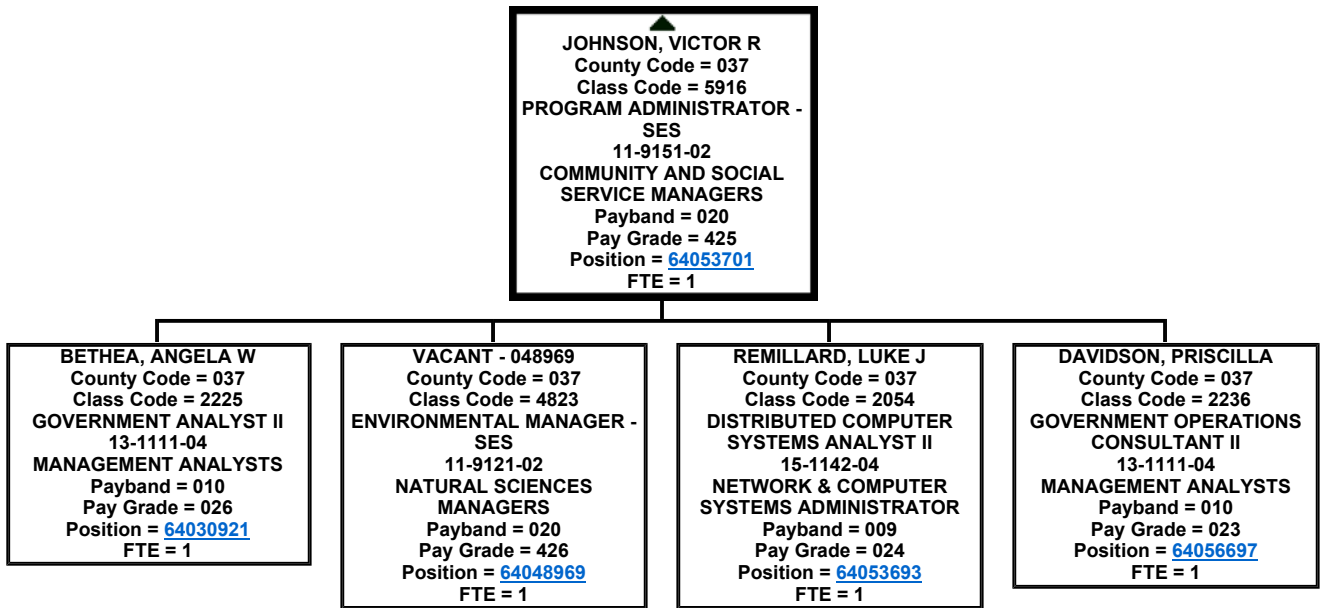 JOHNSON, VICTOR R
County Code = 037
Class Code = 5916
PROGRAM ADMINISTRATOR -
SES
11-9151-02
COMMUNITY AND SOCIAL
SERVICE MANAGERS
Payband = 020
Pay Grade = 425
Position = 64053701
FTE = 1
BETHEA, ANGELA W
County Code = 037
Class Code = 2225
GOVERNMENT ANALYST II
13-1111-04
MANAGEMENT ANALYSTS
Payband = 010
Pay Grade = 026
Position = 64030921
FTE = 1
VACANT - 048969
County Code = 037
Class Code = 4823
ENVIRONMENTAL MANAGER -
SES
11-9121-02
NATURAL SCIENCES
MANAGERS
Payband = 020
Pay Grade = 426
Position = 64048969
FTE = 1
REMILLARD, LUKE J
County Code = 037
Class Code = 2054
DISTRIBUTED COMPUTER
SYSTEMS ANALYST II
15-1142-04
NETWORK & COMPUTER
SYSTEMS ADMINISTRATOR
Payband = 009
Pay Grade = 024
Position = 64053693
FTE = 1
DAVIDSON, PRISCILLA
County Code = 037
Class Code = 2236
GOVERNMENT OPERATIONS
CONSULTANT II
13-1111-04
MANAGEMENT ANALYSTS
Payband = 010
Pay Grade = 023
Position = 64056697
FTE = 1